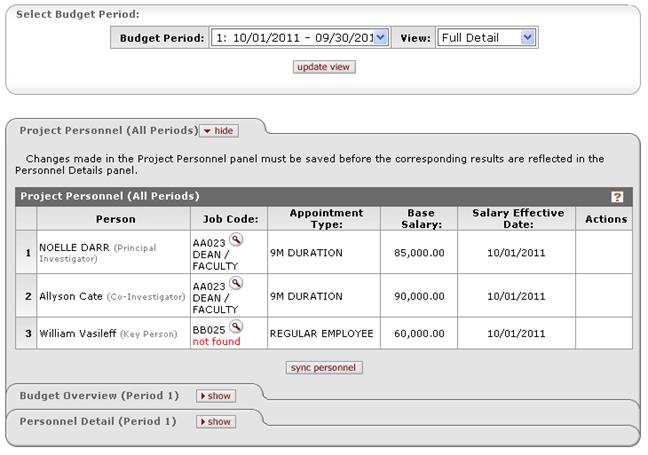 Select Budget Period:
Budget Period: 1: 10/01/2011 - 09/30/201 View: Full Detail
update view
Project Personnel (All Periods) hide
Changes made in the Project Personnel panel must be saved before the corresponding results are reflected in the
Personnel Details panel.
Project Personnel (All Periods) ?
Person Job Code: Appointment Type: Base Salary: Salary Effective Date: Actions
1 NOELLE DARR (Principal Investigator) AA023 DEAN / FACULTY 9M DURATION 85,000.00 10/01/2011
2 Allyson Cate (Co-Investigator) AA023 DEAN / FACULTY 9M DURATION 90,000.00 10/01/2011
3 William Vasileff (Key Person) BB025 not found REGULAR EMPLOYEE 60,000.00 10/01/2011
sync personnel
Budget Overview (Period 1) show
Personnel Detail (Period 1) show